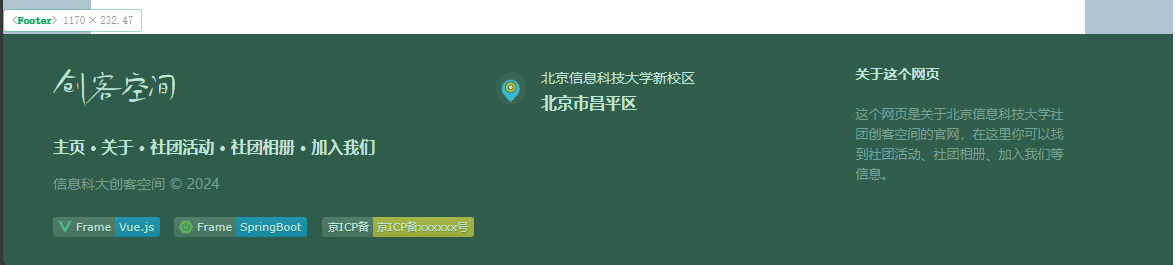 <Footer> 1170 × 232.47
创客空间
主页 • 关于 • 社团活动 • 社团相册 • 加入我们
信息科大创客空间 © 2024
Frame Vue.js
Frame SpringBoot
京ICP备 京ICP备xxxxxx号
北京信息科技大学新校区
北京市昌平区
关于这个网页
这个网页是关于北京信息科技大学社
团创客空间的官网，在这里你可以找
到社团活动、社团相册、加入我们等
信息。